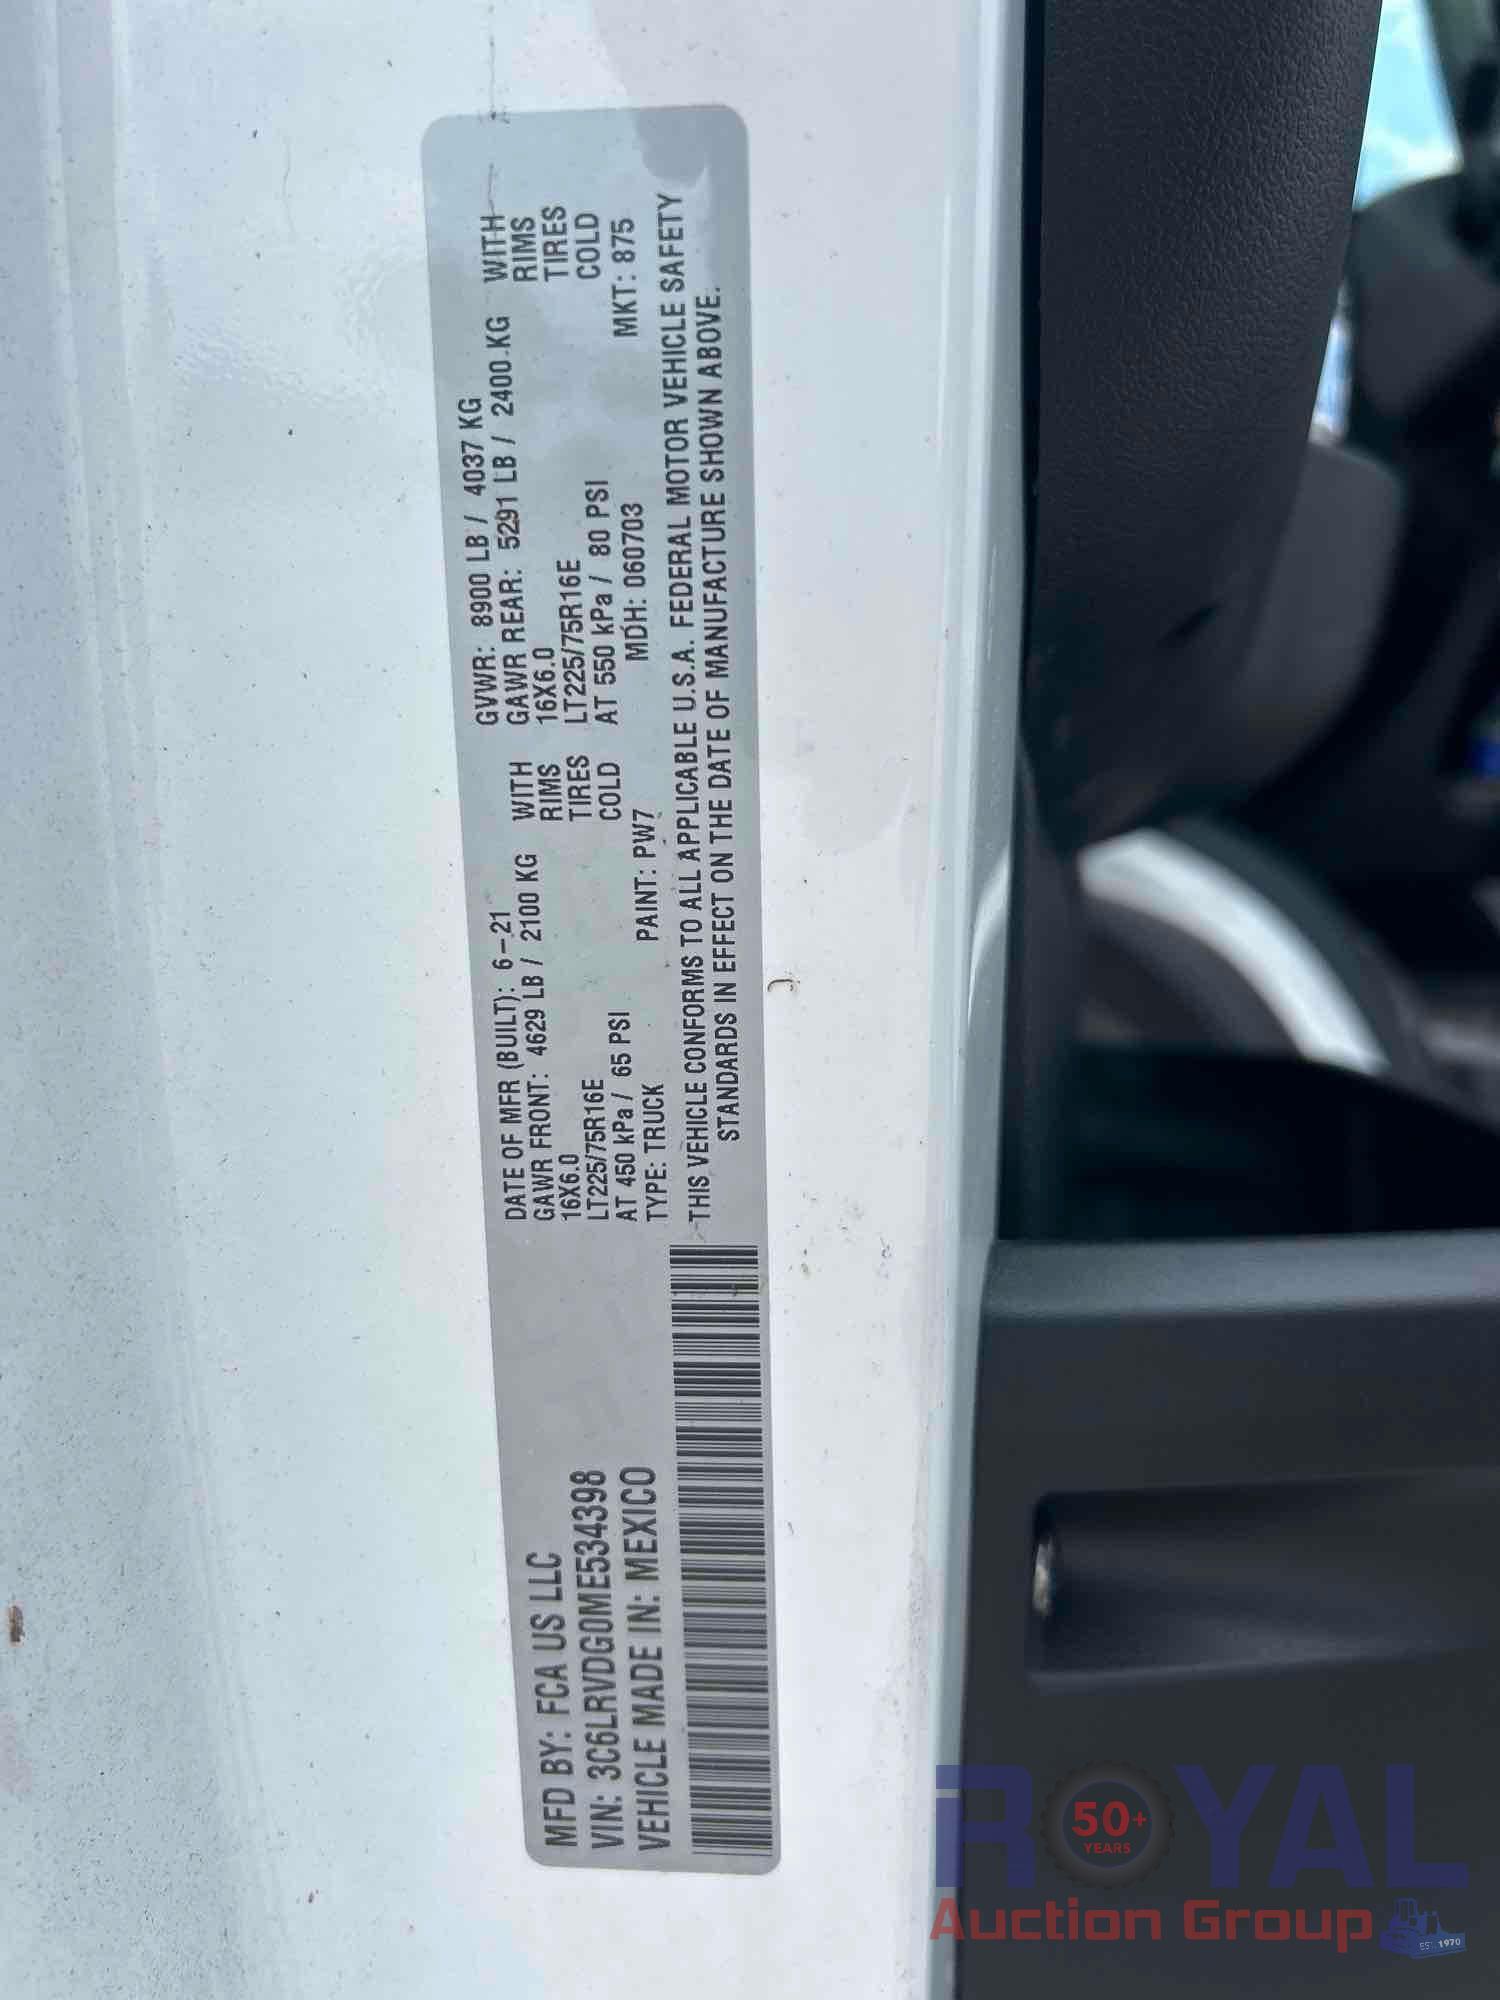 MFD BY: FCA US LLC
VIN: 3C6LRVDG0ME534398
VEHICLE MADE IN: MEXICO
DATE OF MFR (BUILT): 6-21
GVWR: 8900 LB / 4037 KG
GAWR FRONT: 4629 LB / 2100 KG WITH
GAWR REAR: 5291 LB / 2400 KG WITH
16X6.0 RIMS
16X6.0 RIMS
LT225/75R16E TIRES
LT225/75R16E TIRES
AT 450 kPa / 65 PSI COLD
AT 550 kPa / 80 PSI COLD
TYPE: TRUCK PAINT: PW7 MDH: 060703 MKT: 875
THIS VEHICLE CONFORMS TO ALL APPLICABLE U.S.A. FEDERAL MOTOR VEHICLE SAFETY
STANDARDS IN EFFECT ON THE DATE OF MANUFACTURE SHOWN ABOVE.
ROYAL
50+
YEARS
Auction Group
EST. 1970